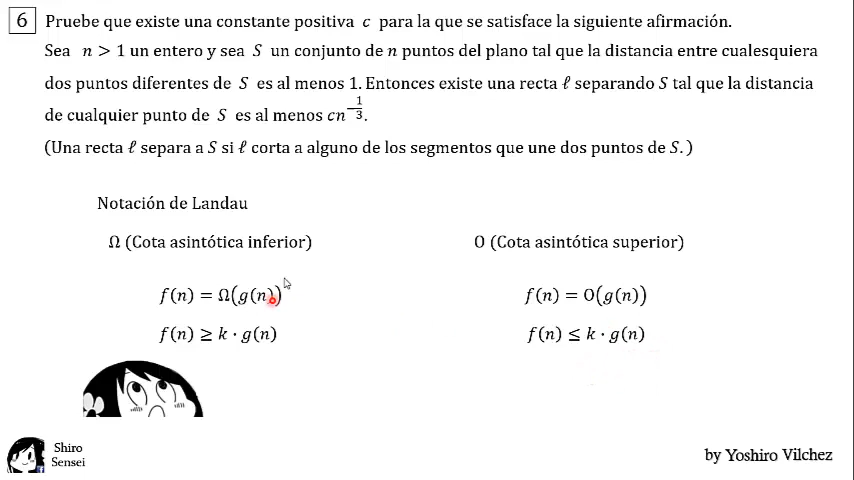 6 Pruebe que existe una constante positiva c para la que se satisface la siguiente afirmación.
Sea n > 1 un entero y sea S un conjunto de n puntos del plano tal que la distancia entre cualesquiera
dos puntos diferentes de S es al menos 1. Entonces existe una recta ℓ separando S tal que la distancia
de cualquier punto de S es al menos cn^{-1/3}.
(Una recta ℓ separa a S si ℓ corta a alguno de los segmentos que une dos puntos de S.)
Notación de Landau
Ω (Cota asintótica inferior)
O (Cota asintótica superior)
f(n) = Ω(g(n))
f(n) = O(g(n))
f(n) ≥ k · g(n)
f(n) ≤ k · g(n)
Shiro
Sensei
by Yoshiro Vilchez